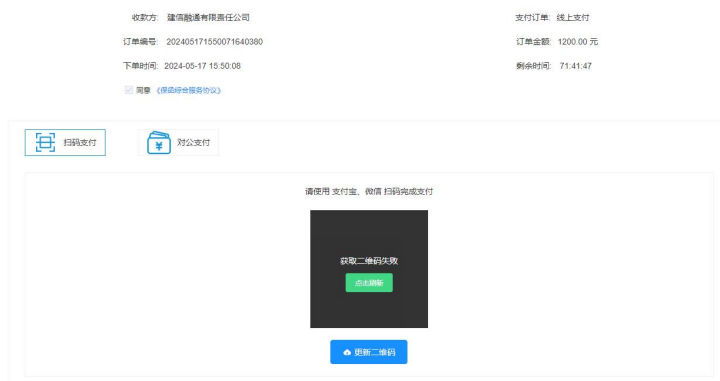 收款方: 建信融通有限责任公司 支付订单: 线上支付
订单编号: 202405171550071640380 订单金额: 1200.00 元
下单时间: 2024-05-17 15:50:08 剩余时间: 71:41:47
同意 《保函综合服务协议》
扫码支付 对公支付
请使用 支付宝、微信 扫码完成支付
获取二维码失败
点击刷新
更新二维码